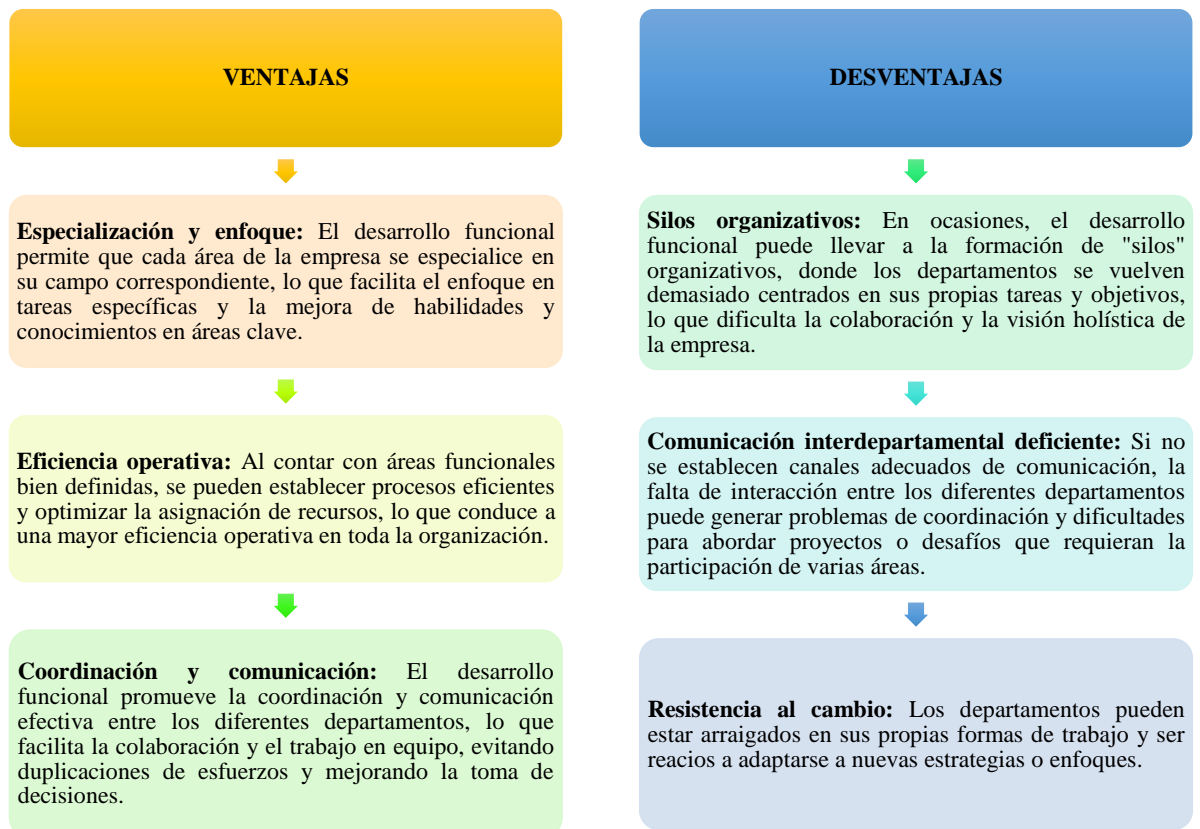 VENTAJAS
Especialización y enfoque: El desarrollo funcional
permite que cada área de la empresa se especialice en
su campo correspondiente, lo que facilita el enfoque en
tareas específicas y la mejora de habilidades y
conocimientos en áreas clave.
Eficiencia operativa: Al contar con áreas funcionales
bien definidas, se pueden establecer procesos eficientes
y optimizar la asignación de recursos, lo que conduce a
una mayor eficiencia operativa en toda la organización.
Coordinación y comunicación: El desarrollo
funcional promueve la coordinación y comunicación
efectiva entre los diferentes departamentos, lo que
facilita la colaboración y el trabajo en equipo, evitando
duplicaciones de esfuerzos y mejorando la toma de
decisiones.
DESVENTAJAS
Silos organizativos: En ocasiones, el desarrollo
funcional puede llevar a la formación de "silos"
organizativos, donde los departamentos se vuelven
demasiado centrados en sus propias tareas y objetivos,
lo que dificulta la colaboración y la visión holística de
la empresa.
Comunicación interdepartamental deficiente: Si no
se establecen canales adecuados de comunicación, la
falta de interacción entre los diferentes departamentos
puede generar problemas de coordinación y dificultades
para abordar proyectos o desafíos que requieran la
participación de varias áreas.
Resistencia al cambio: Los departamentos pueden
estar arraigados en sus propias formas de trabajo y ser
reacios a adaptarse a nuevas estrategias o enfoques.